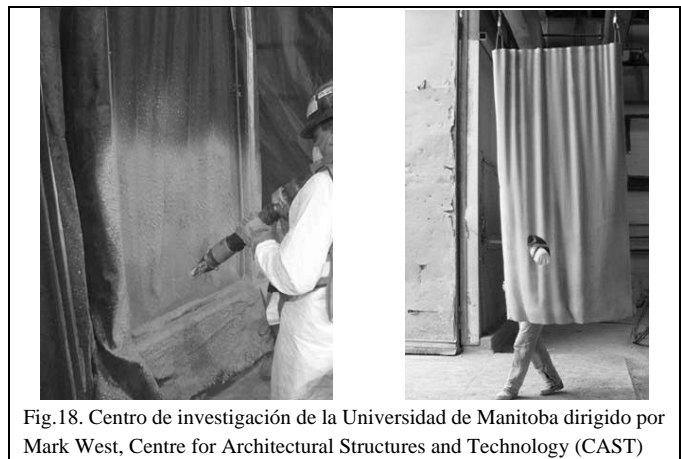 Fig.18. Centro de investigación de la Universidad de Manitoba dirigido por
Mark West, Centre for Architectural Structures and Technology (CAST)